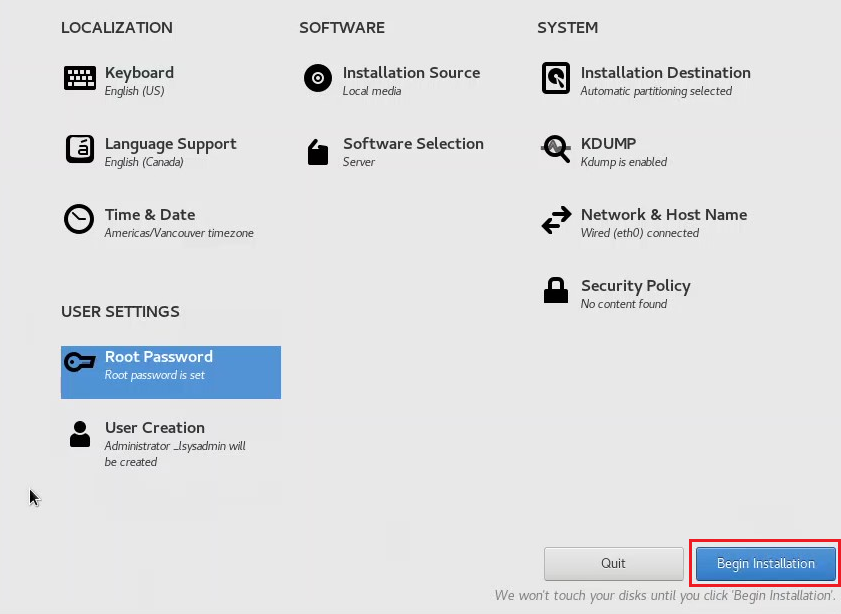 LOCALIZATION
Keyboard
English (US)
Language Support
English (Canada)
Time & Date
Americas/Vancouver timezone
USER SETTINGS
Root Password
Root password is set
User Creation
Administrator _lsysadmin will
be created
SOFTWARE
Installation Source
Local media
Software Selection
Server
SYSTEM
Installation Destination
Automatic partitioning selected
KDUMP
Kdump is enabled
Network & Host Name
Wired (eth0) connected
Security Policy
No content found
Quit
Begin Installation
We won't touch your disks until you click 'Begin Installation'.